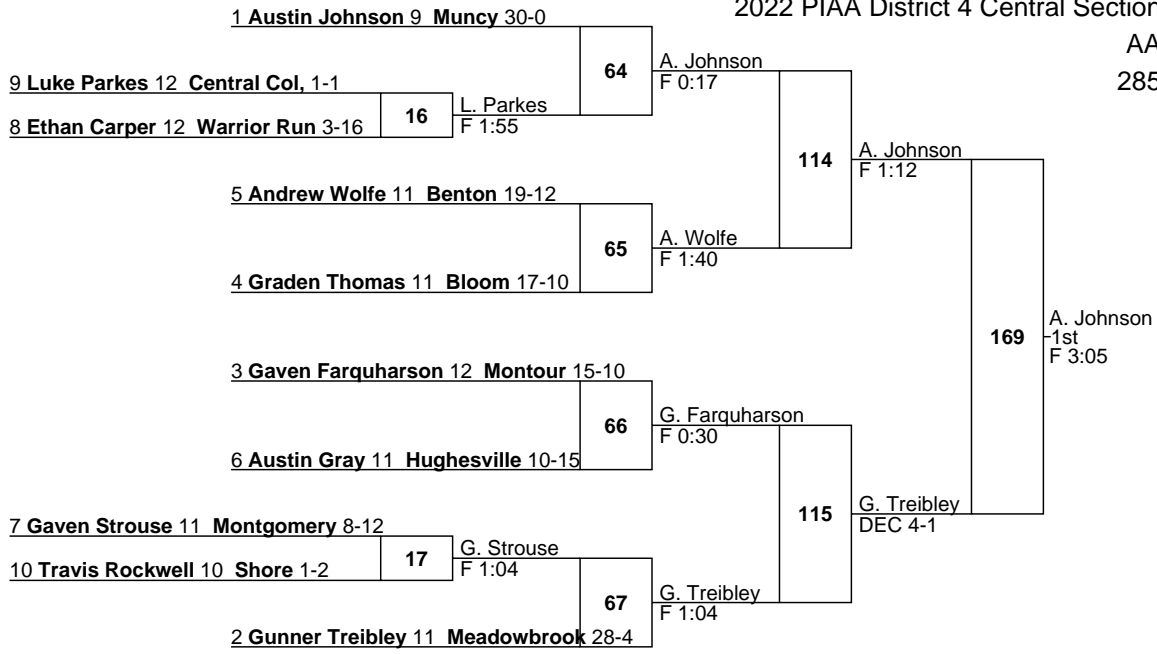 2022 PIAA District 4 Central Section
AA
285
1 Austin Johnson 9 Muncy 30-0
64
A. Johnson
F 0:17
9 Luke Parkes 12 Central Col, 1-1
16
L. Parkes
F 1:55
8 Ethan Carper 12 Warrior Run 3-16
114
A. Johnson
F 1:12
5 Andrew Wolfe 11 Benton 19-12
65
A. Wolfe
F 1:40
4 Graden Thomas 11 Bloom 17-10
169
A. Johnson
1st
F 3:05
3 Gaven Farquharson 12 Montour 15-10
66
G. Farquharson
F 0:30
6 Austin Gray 11 Hughesville 10-15
115
G. Treibley
DEC 4-1
7 Gaven Strouse 11 Montgomery 8-12
17
G. Strouse
F 1:04
10 Travis Rockwell 10 Shore 1-2
67
G. Treibley
F 1:04
2 Gunner Treibley 11 Meadowbrook 28-4